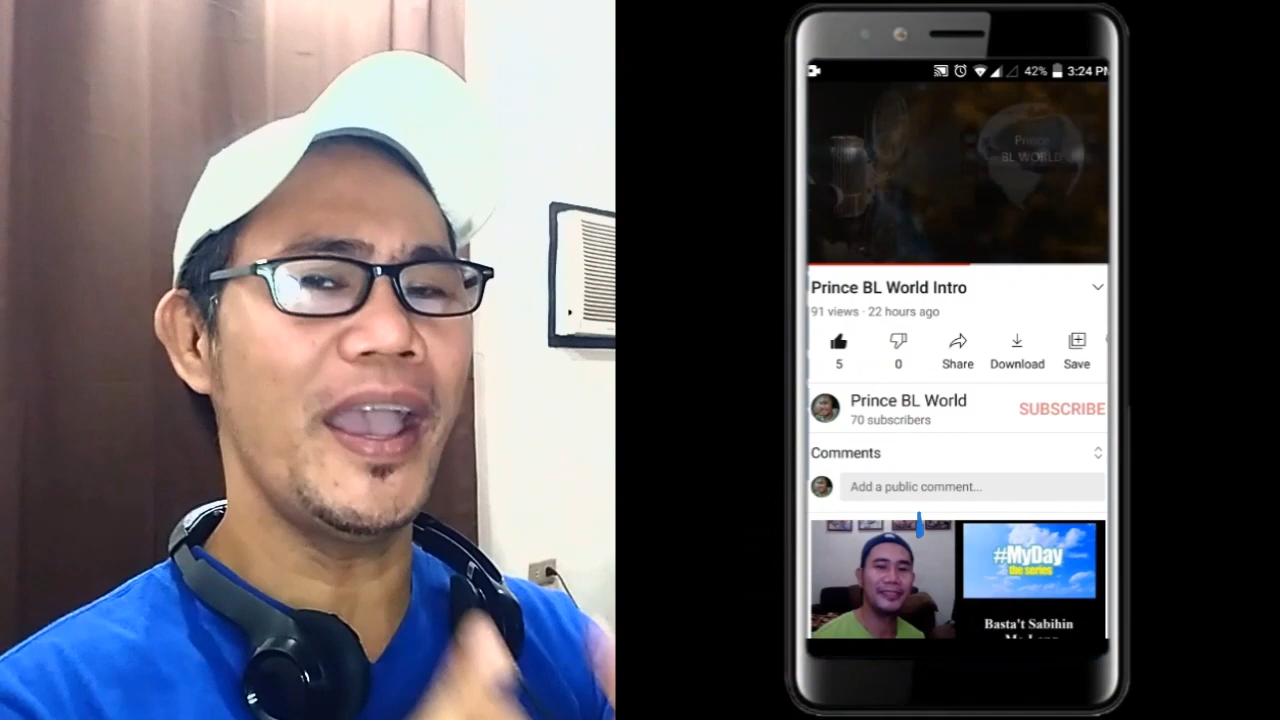 42% 3:24 PM
Prince
BL WORLD
Prince BL World Intro
91 views · 22 hours ago
5
0
Share
Download
Save
Prince BL World
70 subscribers
SUBSCRIBE
Comments
Add a public comment...
#MyDay
the series
Basta't Sabihin